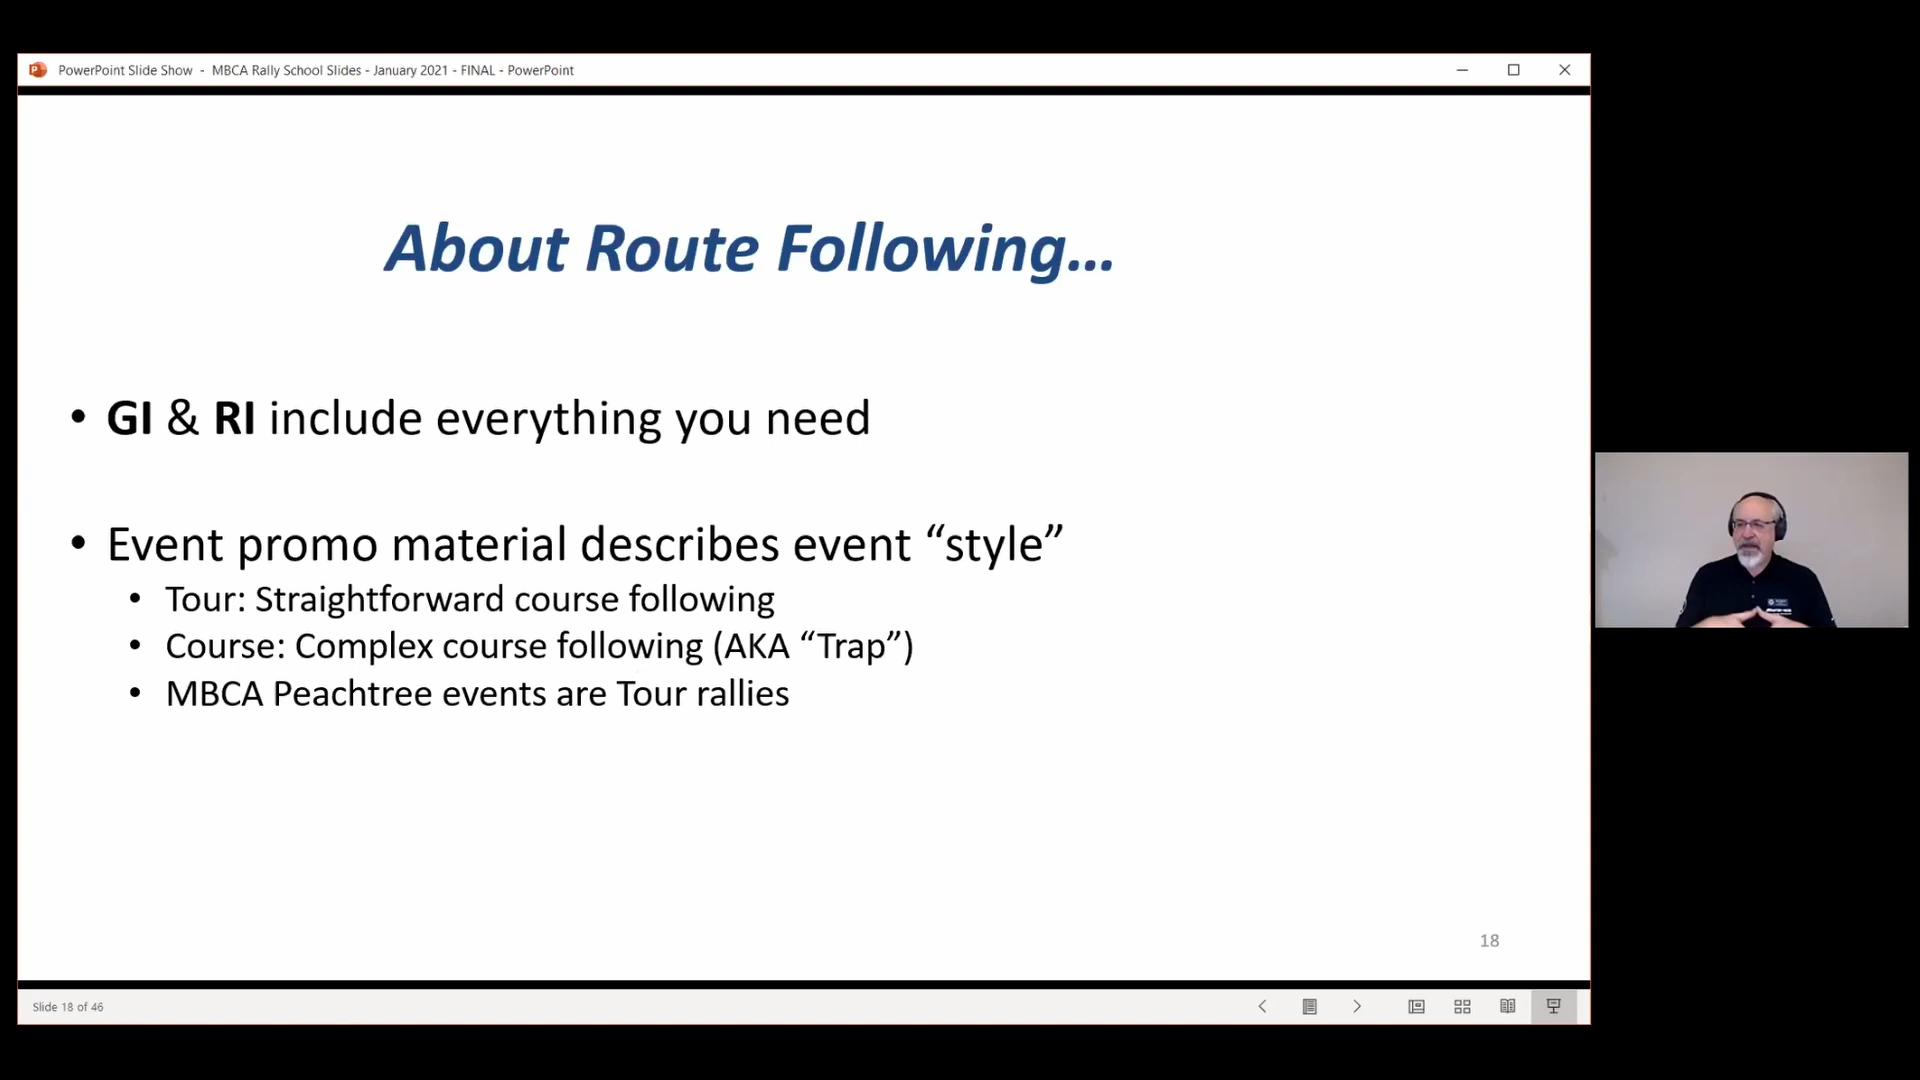 PowerPoint Slide Show - MBCA Rally School Slides - January 2021 - FINAL - PowerPoint
About Route Following...
• GI & RI include everything you need
• Event promo material describes event “style”
• Tour: Straightforward course following
• Course: Complex course following (AKA “Trap”)
• MBCA Peachtree events are Tour rallies
18
Slide 18 of 46